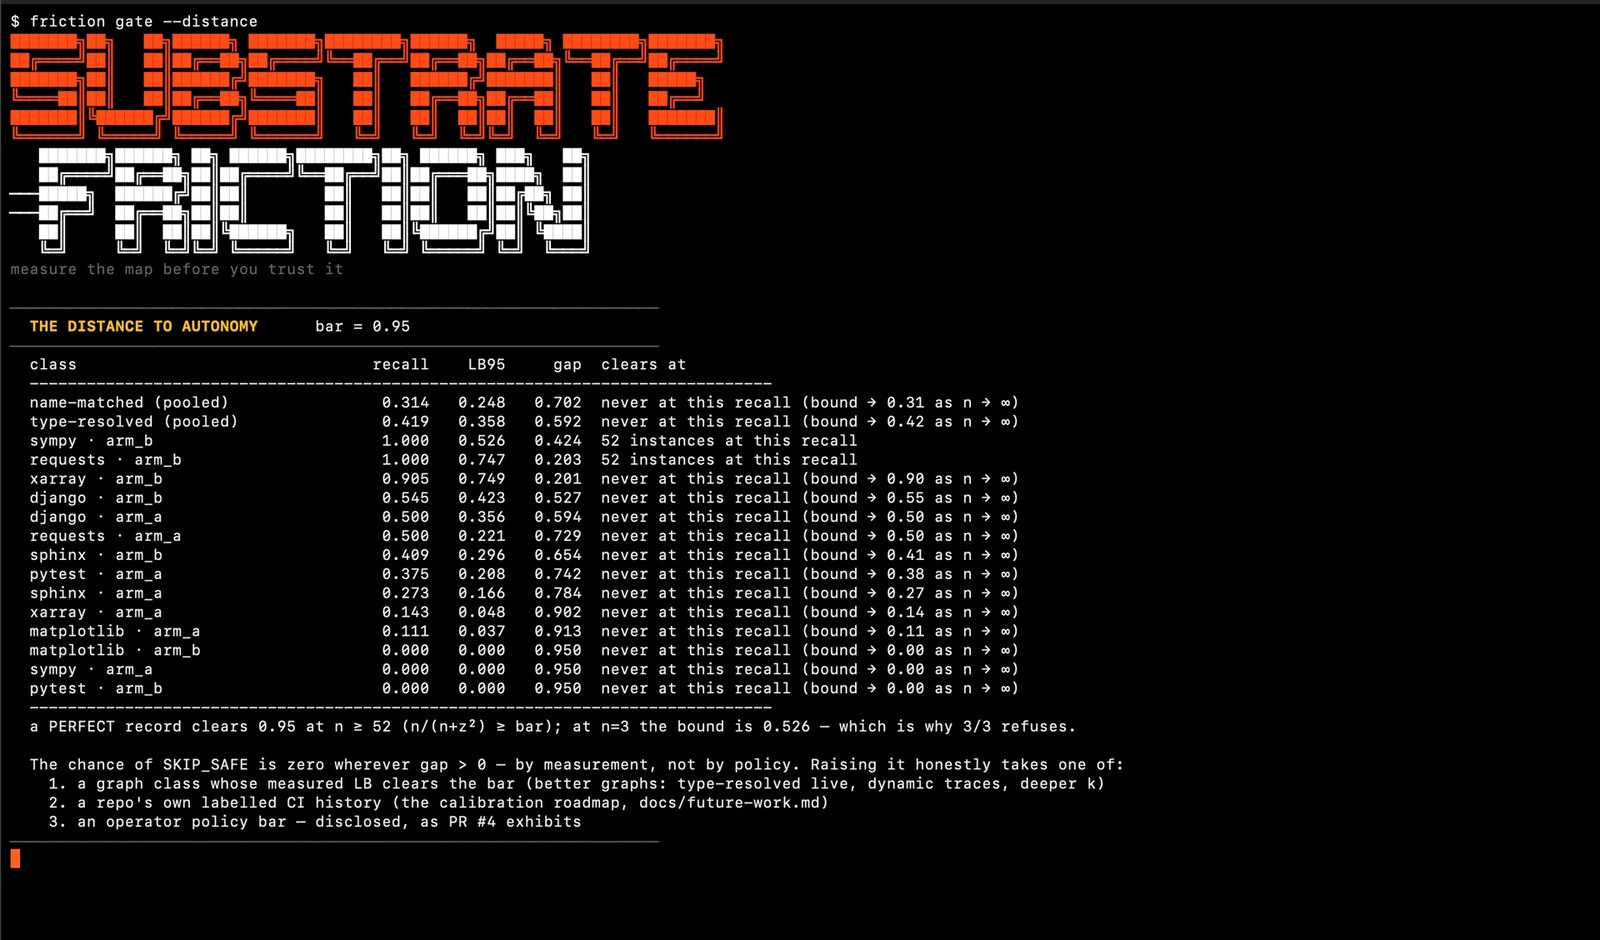 $ friction gate --distance
SUBSTRATE
FRICTION
measure the map before you trust it
THE DISTANCE TO AUTONOMY bar = 0.95
class recall LB95 gap clears at
name-matched (pooled) 0.314 0.248 0.702 never at this recall (bound → 0.31 as n → ∞)
type-resolved (pooled) 0.419 0.358 0.592 never at this recall (bound → 0.42 as n → ∞)
sympy · arm_b 1.000 0.526 0.424 52 instances at this recall
requests · arm_b 1.000 0.747 0.203 52 instances at this recall
xarray · arm_b 0.905 0.749 0.201 never at this recall (bound → 0.90 as n → ∞)
django · arm_b 0.545 0.423 0.527 never at this recall (bound → 0.55 as n → ∞)
django · arm_a 0.500 0.356 0.594 never at this recall (bound → 0.50 as n → ∞)
requests · arm_a 0.500 0.221 0.729 never at this recall (bound → 0.50 as n → ∞)
sphinx · arm_b 0.409 0.296 0.654 never at this recall (bound → 0.41 as n → ∞)
pytest · arm_a 0.375 0.208 0.742 never at this recall (bound → 0.38 as n → ∞)
sphinx · arm_a 0.273 0.166 0.784 never at this recall (bound → 0.27 as n → ∞)
xarray · arm_a 0.143 0.048 0.902 never at this recall (bound → 0.14 as n → ∞)
matplotlib · arm_a 0.111 0.037 0.913 never at this recall (bound → 0.11 as n → ∞)
matplotlib · arm_b 0.000 0.000 0.950 never at this recall (bound → 0.00 as n → ∞)
sympy · arm_a 0.000 0.000 0.950 never at this recall (bound → 0.00 as n → ∞)
pytest · arm_b 0.000 0.000 0.950 never at this recall (bound → 0.00 as n → ∞)
a PERFECT record clears 0.95 at n ≥ 52 (n/(n+z²) ≥ bar); at n=3 the bound is 0.526 — which is why 3/3 refuses.
The chance of SKIP_SAFE is zero wherever gap > 0 — by measurement, not by policy. Raising it honestly takes one of:
1. a graph class whose measured LB clears the bar (better graphs: type-resolved live, dynamic traces, deeper k)
2. a repo's own labelled CI history (the calibration roadmap, docs/future-work.md)
3. an operator policy bar — disclosed, as PR #4 exhibits